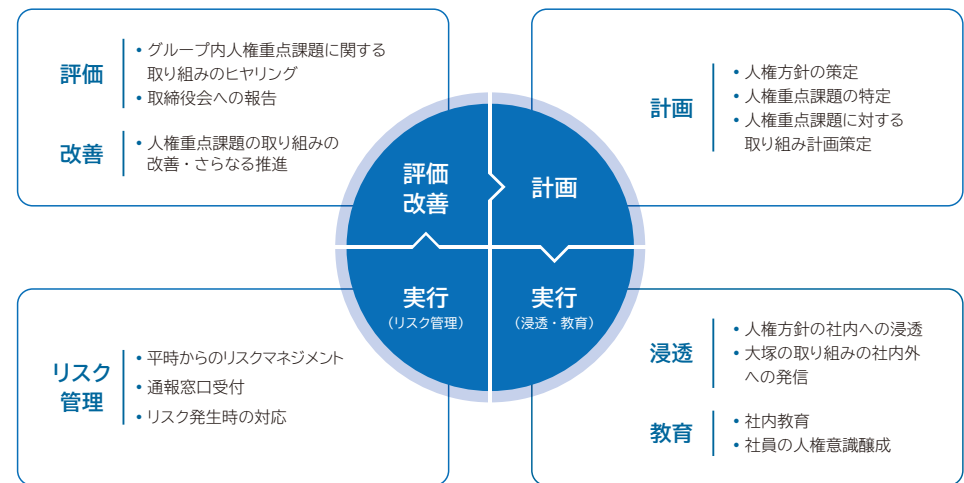 評価
• グループ内人権重点課題に関する
取り組みのヒヤリング
• 取締役会への報告
改善
• 人権重点課題の取り組みの
改善・さらなる推進
計画
• 人権方針の策定
• 人権重点課題の特定
• 人権重点課題に対する
取り組み計画策定
評価
改善
計画
実行
（リスク管理）
実行
（浸透・教育）
リスク
管理
• 平時からのリスクマネジメント
• 通報窓口受付
• リスク発生時の対応
浸透
• 人権方針の社内への浸透
• 大塚の取り組みの社内外
への発信
教育
• 社内教育
• 社員の人権意識醸成